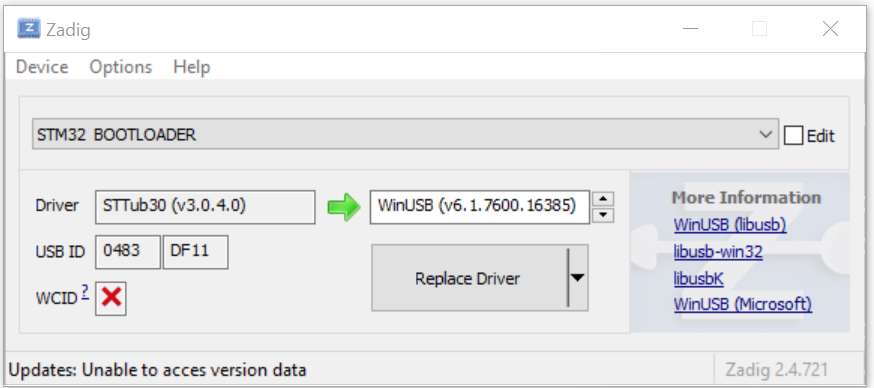 Zadig
Device Options Help
STM32 BOOTLOADER
Edit
Driver STTub30 (v3.0.4.0) WinUSB (v6.1.7600.16385)
USB ID 0483 DF11
WCID ?
Replace Driver
More Information
WinUSB (libusb)
libusb-win32
libusbK
WinUSB (Microsoft)
Updates: Unable to acces version data
Zadig 2.4.721